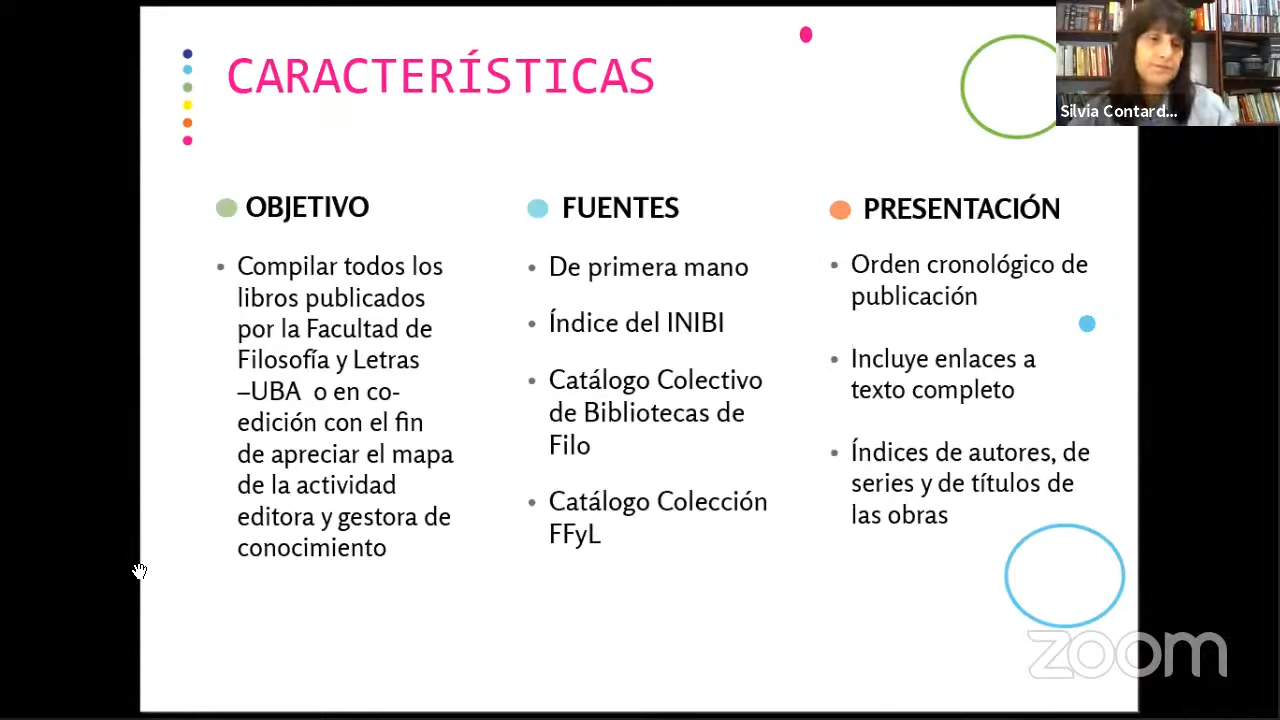 CARACTERÍSTICAS
Silvia Contard...
OBJETIVO
Compilar todos los
libros publicados
por la Facultad de
Filosofía y Letras
–UBA o en co-
edición con el fin
de apreciar el mapa
de la actividad
editora y gestora de
conocimiento
FUENTES
De primera mano
Índice del INIBI
Catálogo Colectivo
de Bibliotecas de
Filo
Catálogo Colección
FFyL
PRESENTACIÓN
Orden cronológico de
publicación
Incluye enlaces a
texto completo
Índices de autores, de
series y de títulos de
las obras
zoom